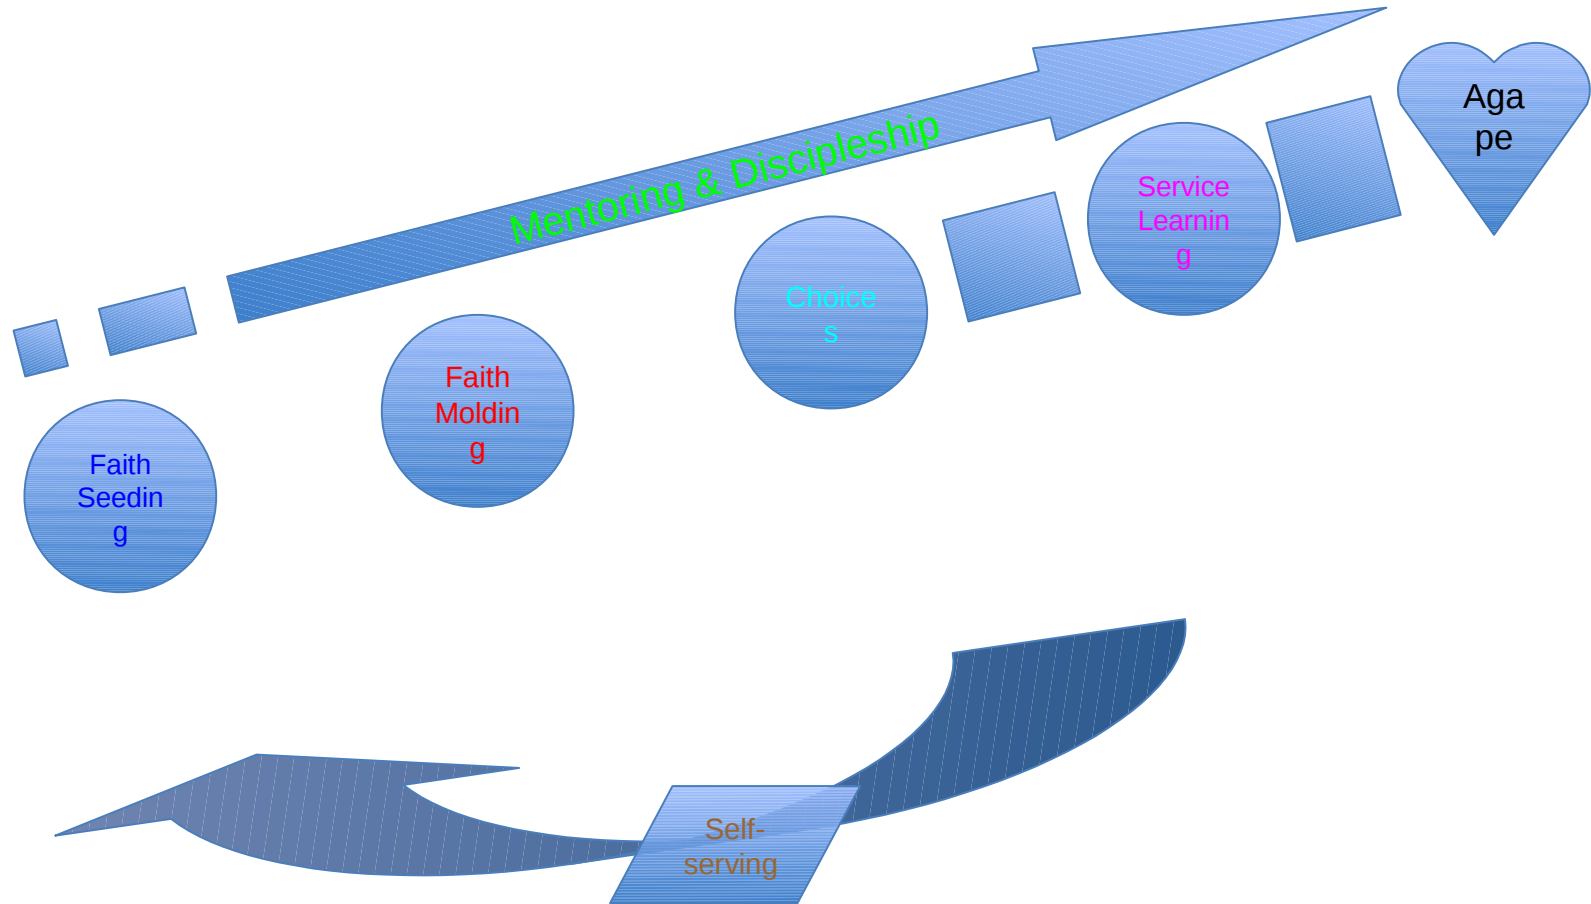 Mentoring & Discipleship
Aga
pe
Service
Learnin
g
Choice
s
Faith
Moldin
g
Faith
Seedin
g
Self-
serving